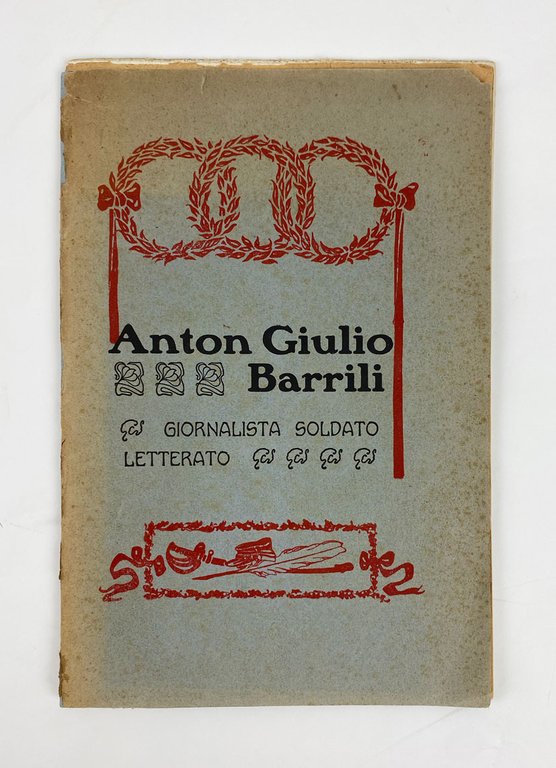 Anton Giulio
Barrili
GIORNALISTA SOLDATO
LETTERATO